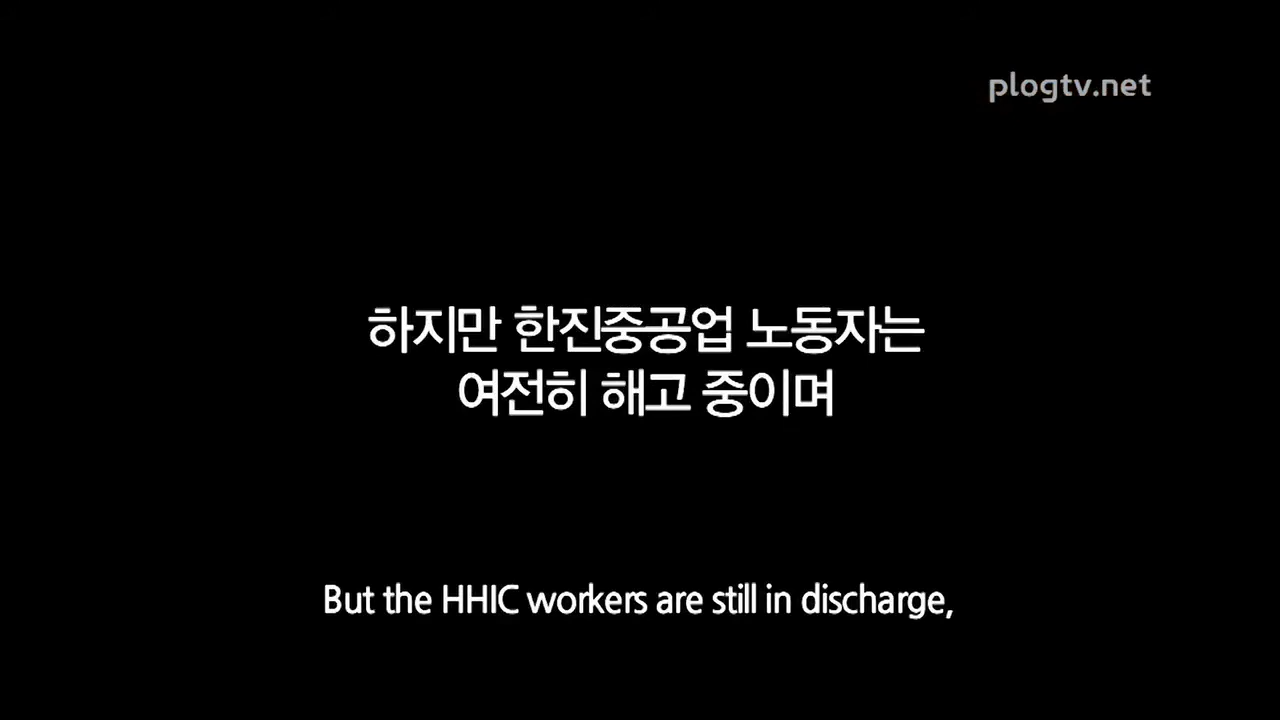 plogtv.net
하지만 한진중공업 노동자는
여전히 해고 중이며
But the HHIC workers are still in discharge,